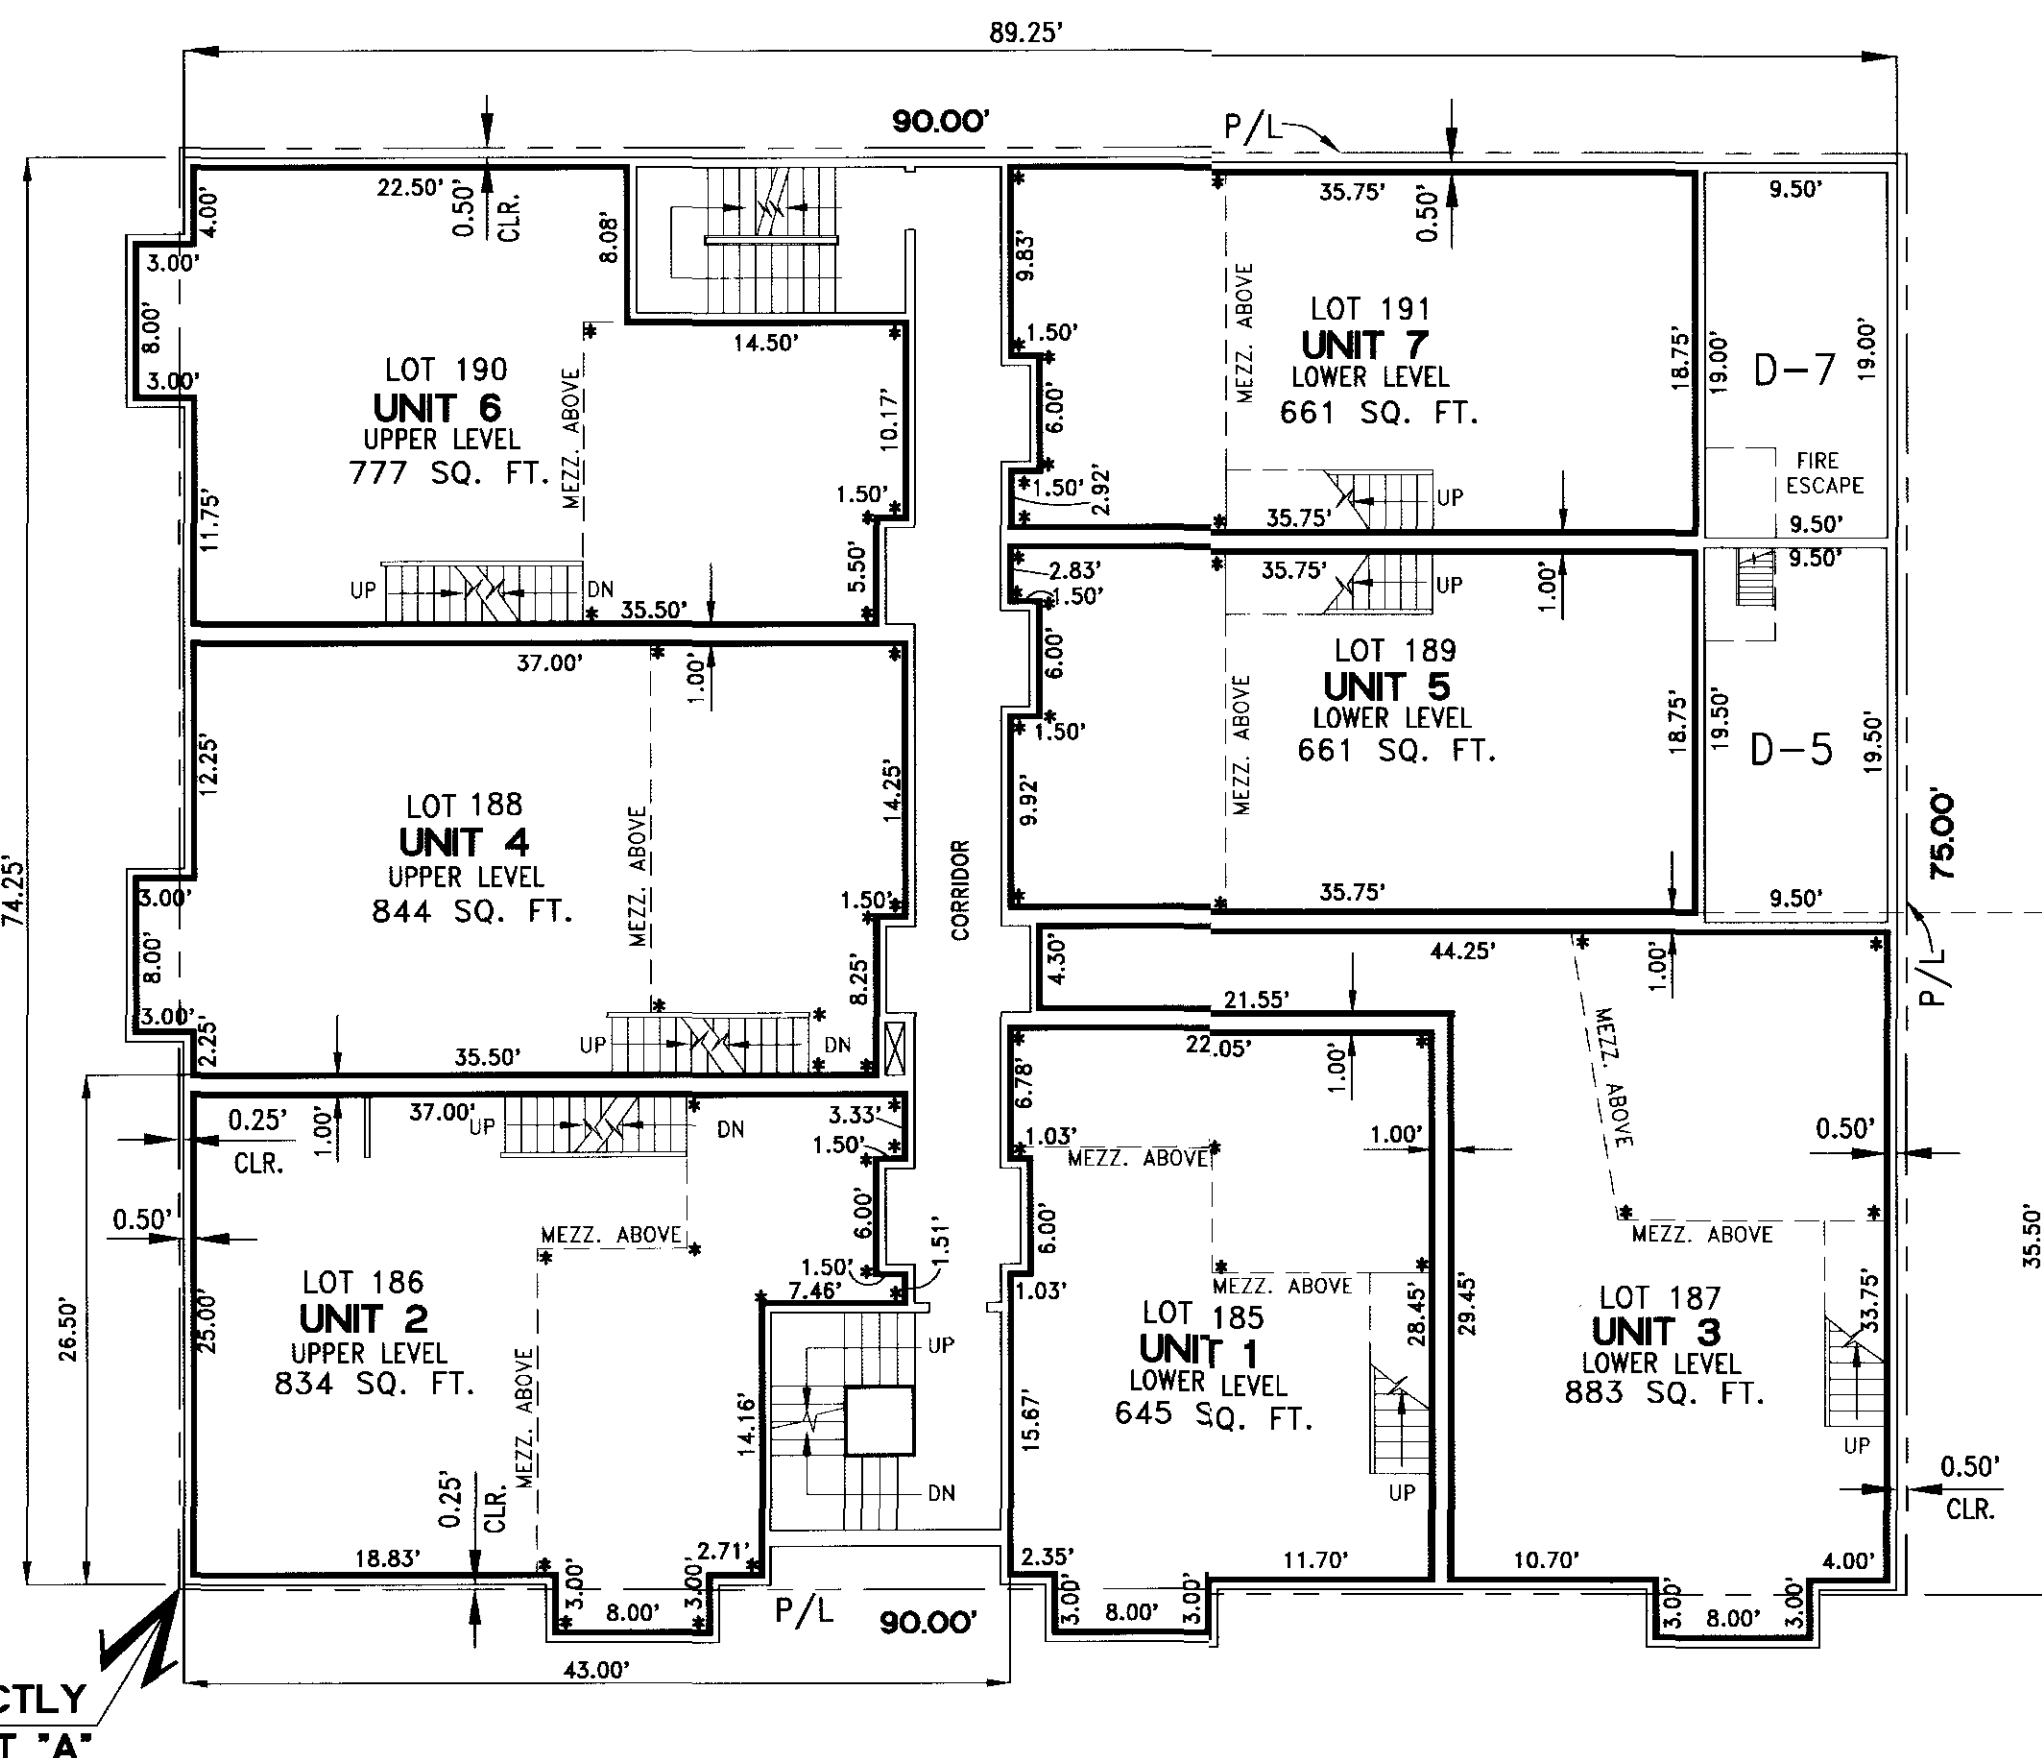 89.25'
90.00'
P/L
22.50'
0.50'
CLR.
4.00'
3.00'
8.00'
3.00'
11.75'
8.08'
14.50'
10.17'
1.50'
5.50'
MEZZ. ABOVE
LOT 190
UNIT 6
UPPER LEVEL
777 SQ. FT.
UP
DN
35.50'
35.75'
0.50'
9.83'
1.50'
6.00'
1.50'
2.92'
MEZZ. ABOVE
LOT 191
UNIT 7
LOWER LEVEL
661 SQ. FT.
18.75'
UP
35.75'
9.50'
19.00'
D-7
19.00'
FIRE
ESCAPE
9.50'
9.50'
19.50'
D-5
19.50'
9.50'
35.75'
1.00'
UP
2.83'
1.50'
6.00'
1.50'
9.92'
MEZZ. ABOVE
LOT 189
UNIT 5
LOWER LEVEL
661 SQ. FT.
18.75'
35.75'
37.00'
1.00'
12.25'
3.00'
8.00'
3.00'
2.25'
LOT 188
UNIT 4
UPPER LEVEL
844 SQ. FT.
MEZZ. ABOVE
14.25'
1.50'
8.25'
UP
DN
35.50'
CORRIDOR
74.25'
75.00'
P/L
44.25'
1.00'
4.30'
21.55'
22.05'
1.00'
6.78'
1.03'
MEZZ. ABOVE
6.00'
1.03'
MEZZ. ABOVE
LOT 185
UNIT 1
LOWER LEVEL
645 SQ. FT.
15.67'
28.45'
1.00'
29.45'
UP
2.35'
3.00'
8.00'
3.00'
11.70'
MEZZ. ABOVE
MEZZ. ABOVE
LOT 187
UNIT 3
LOWER LEVEL
883 SQ. FT.
33.75'
UP
0.50'
0.50'
CLR.
35.50'
10.70'
3.00'
8.00'
3.00'
4.00'
0.25'
CLR.
1.00'
37.00'
UP
DN
3.33'
1.50'
6.00'
1.50'
1.51'
7.46'
0.50'
26.50'
25.00'
MEZZ. ABOVE
MEZZ. ABOVE
LOT 186
UNIT 2
UPPER LEVEL
834 SQ. FT.
14.16'
UP
DN
0.25'
CLR.
18.83'
3.00'
8.00'
3.00'
2.71'
P/L
90.00'
43.00'
CTLY
T "A"